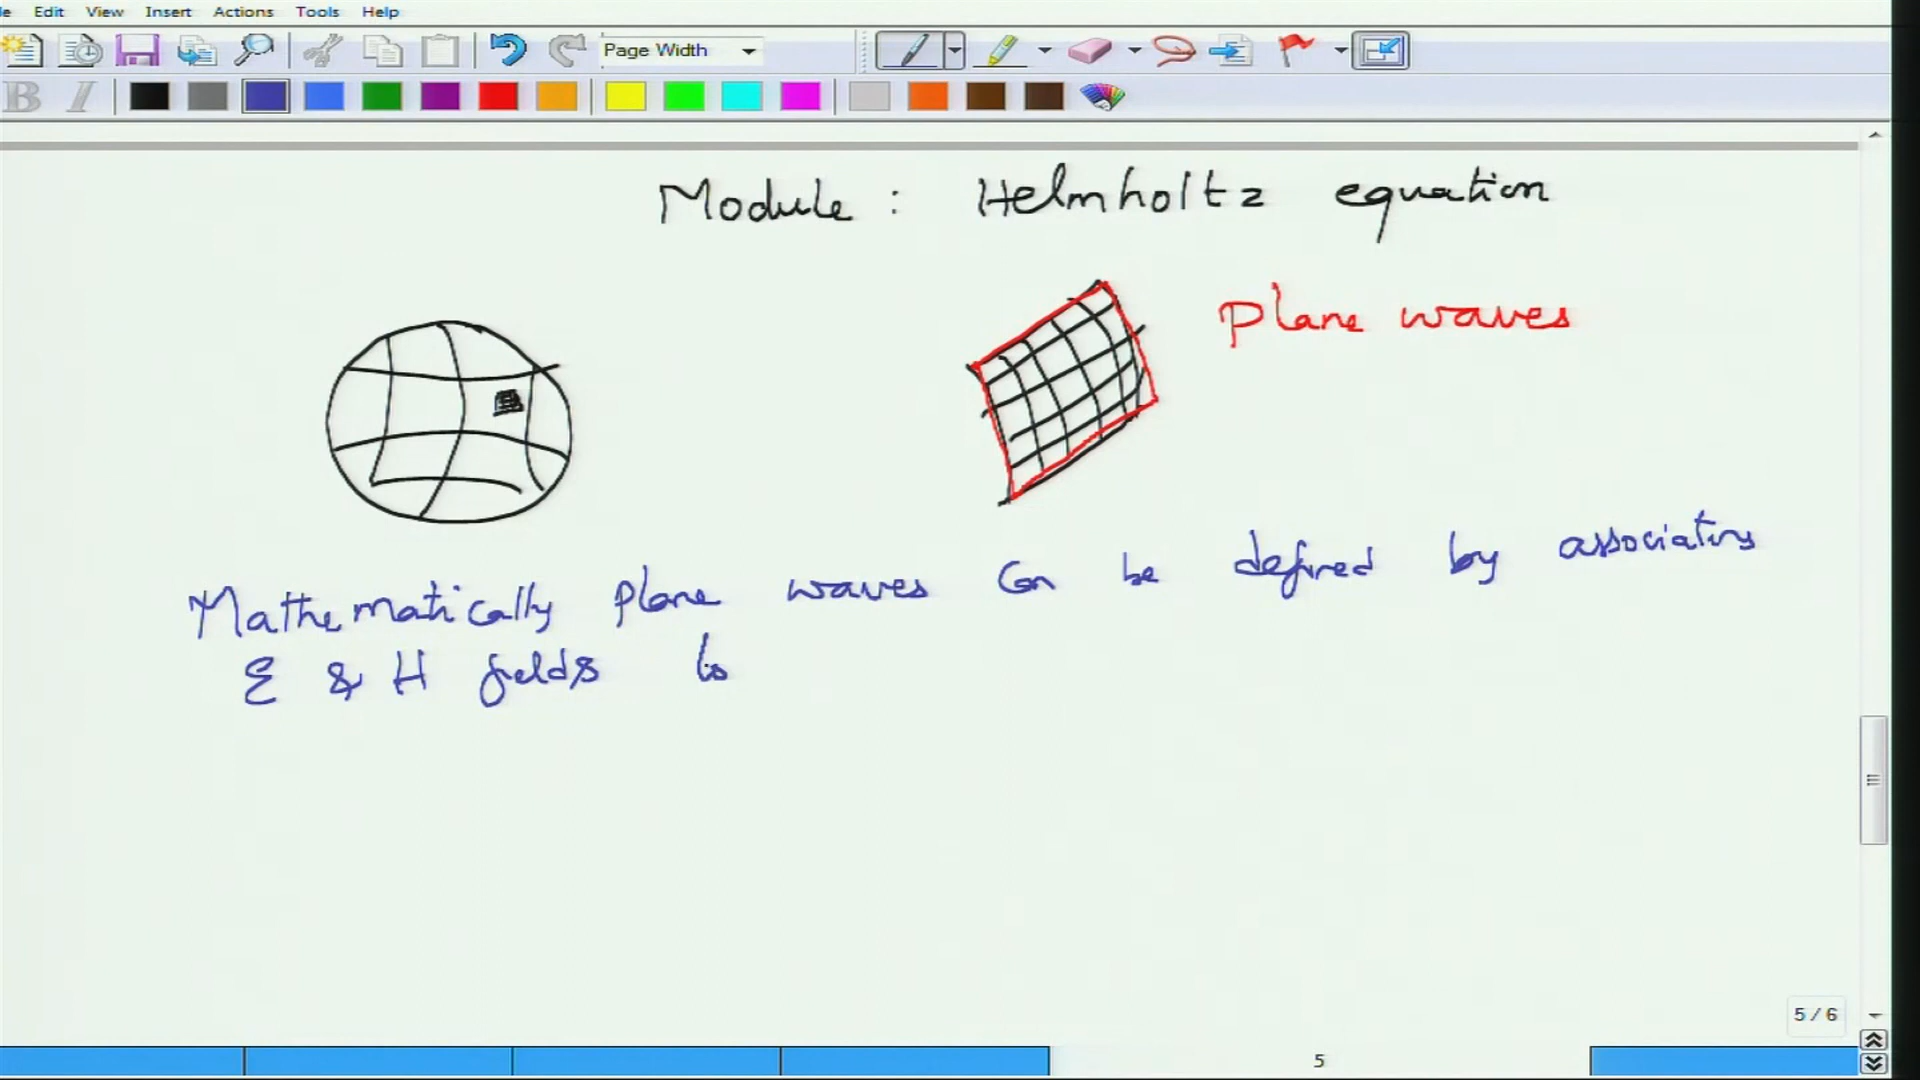 Edit View Insert Actions Tools Help
Page Width
B I
Module : Helmholtz equation
Plane waves
Mathematically plane waves can be defined by associating
E & H fields to
5 / 6
5